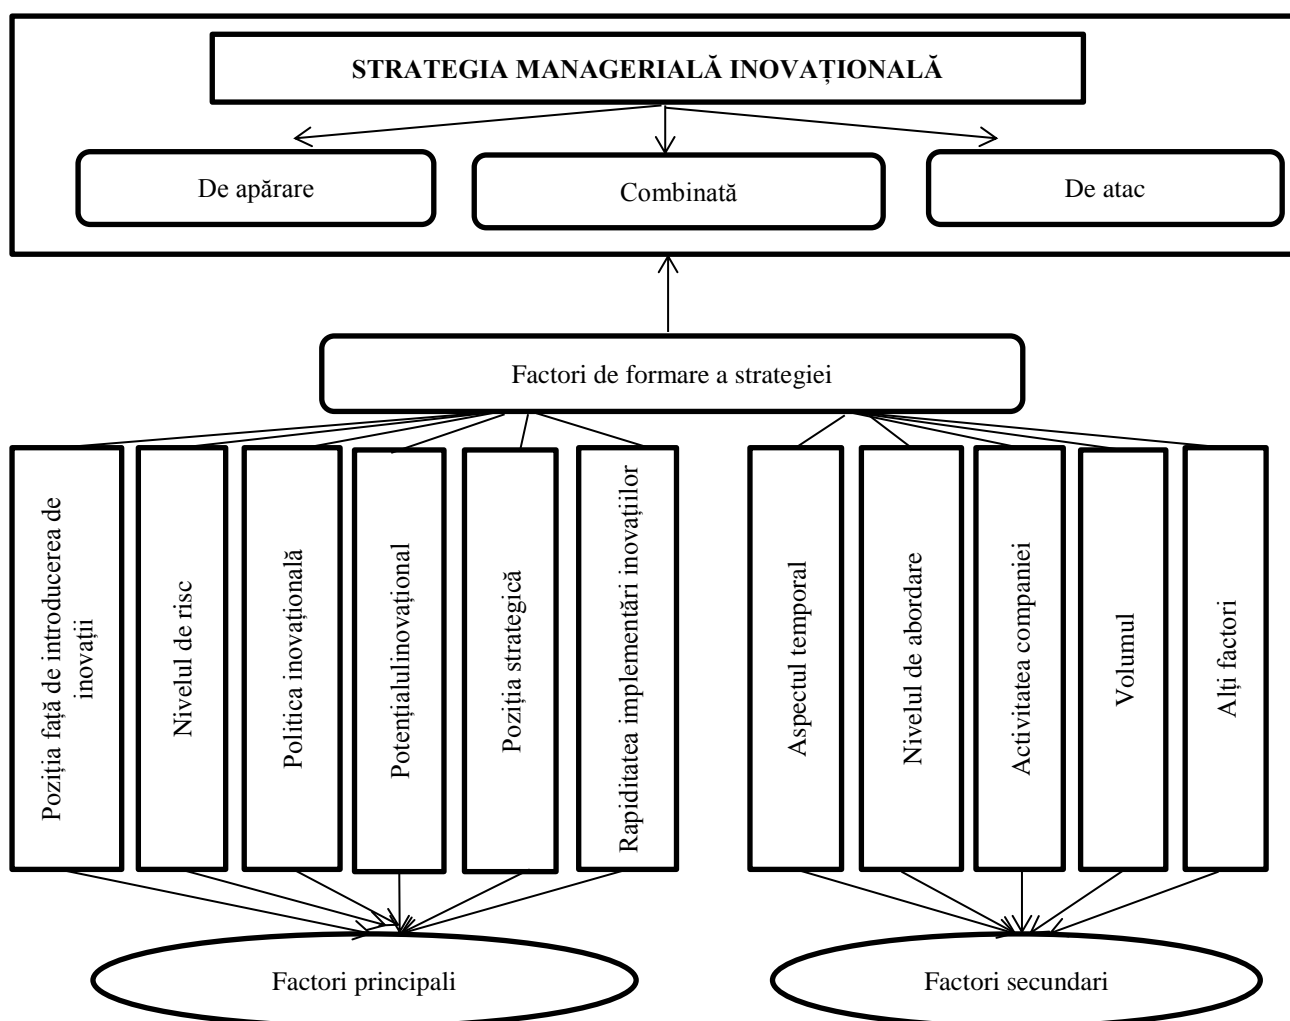 STRATEGIA MANAGERIALĂ INOVAȚIONALĂ
De apărare
Combinată
De atac
Factori de formare a strategiei
Poziția față de introducerea de
inovații
Nivelul de risc
Politica inovațională
Potențialulinovațional
Poziția strategică
Rapiditatea implementări inovațiilor
Aspectul temporal
Nivelul de abordare
Activitatea companiei
Volumul
Alți factori
Factori principali
Factori secundari